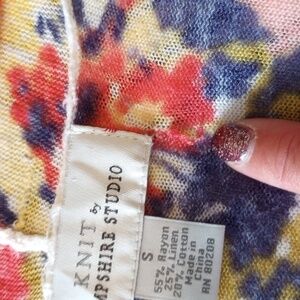 KNIT by
MPSHIRE STUDIO
S
55% Rayon
25% Linen
20% Cotton
Made in
China
RN 80208